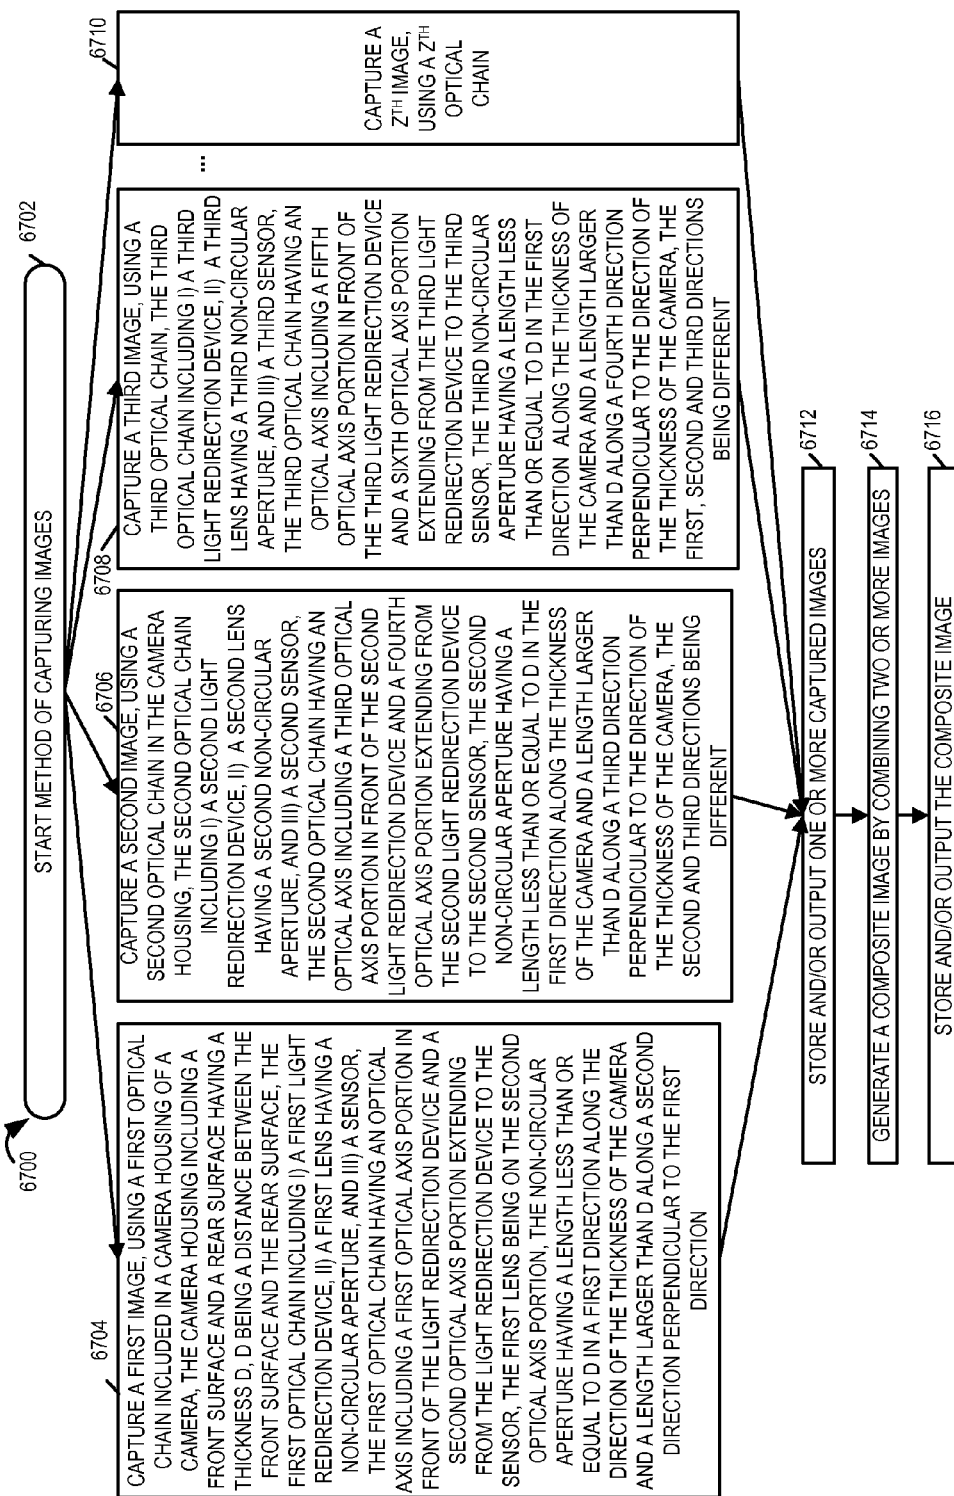 6700
START METHOD OF CAPTURING IMAGES
6702
6704
CAPTURE A FIRST IMAGE, USING A FIRST OPTICAL
CHAIN INCLUDED IN A CAMERA HOUSING OF A
CAMERA, THE CAMERA HOUSING INCLUDING A
FRONT SURFACE AND A REAR SURFACE HAVING A
THICKNESS D, D BEING A DISTANCE BETWEEN THE
FRONT SURFACE AND THE REAR SURFACE, THE
FIRST OPTICAL CHAIN INCLUDING I) A FIRST LIGHT
REDIRECTION DEVICE, II) A FIRST LENS HAVING A
NON-CIRCULAR APERTURE, AND III) A SENSOR,
THE FIRST OPTICAL CHAIN HAVING AN OPTICAL
AXIS INCLUDING A FIRST OPTICAL AXIS PORTION IN
FRONT OF THE LIGHT REDIRECTION DEVICE AND A
SECOND OPTICAL AXIS PORTION EXTENDING
FROM THE LIGHT REDIRECTION DEVICE TO THE
SENSOR, THE FIRST LENS BEING ON THE SECOND
OPTICAL AXIS PORTION, THE NON-CIRCULAR
APERTURE HAVING A LENGTH LESS THAN OR
EQUAL TO D IN A FIRST DIRECTION ALONG THE
DIRECTION OF THE THICKNESS OF THE CAMERA
AND A LENGTH LARGER THAN D ALONG A SECOND
DIRECTION PERPENDICULAR TO THE FIRST
DIRECTION
6706
CAPTURE A SECOND IMAGE, USING A
SECOND OPTICAL CHAIN IN THE CAMERA
HOUSING, THE SECOND OPTICAL CHAIN
INCLUDING I) A SECOND LIGHT
REDIRECTION DEVICE, II) A SECOND LENS
HAVING A SECOND NON-CIRCULAR
APERTURE, AND III) A SECOND SENSOR,
THE SECOND OPTICAL CHAIN HAVING AN
OPTICAL AXIS INCLUDING A THIRD OPTICAL
AXIS PORTION IN FRONT OF THE SECOND
LIGHT REDIRECTION DEVICE AND A FOURTH
OPTICAL AXIS PORTION EXTENDING FROM
THE SECOND LIGHT REDIRECTION DEVICE
TO THE SECOND SENSOR, THE SECOND
NON-CIRCULAR APERTURE HAVING A
LENGTH LESS THAN OR EQUAL TO D IN THE
FIRST DIRECTION ALONG THE THICKNESS
OF THE CAMERA AND A LENGTH LARGER
THAN D ALONG A THIRD DIRECTION
PERPENDICULAR TO THE DIRECTION OF
THE THICKNESS OF THE CAMERA, THE
SECOND AND THIRD DIRECTIONS BEING
DIFFERENT
6708
CAPTURE A THIRD IMAGE, USING A
THIRD OPTICAL CHAIN, THE THIRD
OPTICAL CHAIN INCLUDING I) A THIRD
LIGHT REDIRECTION DEVICE, II) A THIRD
LENS HAVING A THIRD NON-CIRCULAR
APERTURE, AND III) A THIRD SENSOR,
THE THIRD OPTICAL CHAIN HAVING AN
OPTICAL AXIS INCLUDING A FIFTH
OPTICAL AXIS PORTION IN FRONT OF
THE THIRD LIGHT REDIRECTION DEVICE
AND A SIXTH OPTICAL AXIS PORTION
EXTENDING FROM THE THIRD LIGHT
REDIRECTION DEVICE TO THE THIRD
SENSOR, THE THIRD NON-CIRCULAR
APERTURE HAVING A LENGTH LESS
THAN OR EQUAL TO D IN THE FIRST
DIRECTION ALONG THE THICKNESS OF
THE CAMERA AND A LENGTH LARGER
THAN D ALONG A FOURTH DIRECTION
PERPENDICULAR TO THE DIRECTION OF
THE THICKNESS OF THE CAMERA, THE
FIRST, SECOND AND THIRD DIRECTIONS
BEING DIFFERENT
...
6710
CAPTURE A
ZTH IMAGE,
USING A ZTH
OPTICAL
CHAIN
6712
STORE AND/OR OUTPUT ONE OR MORE CAPTURED IMAGES
6714
GENERATE A COMPOSITE IMAGE BY COMBINING TWO OR MORE IMAGES
6716
STORE AND/OR OUTPUT THE COMPOSITE IMAGE